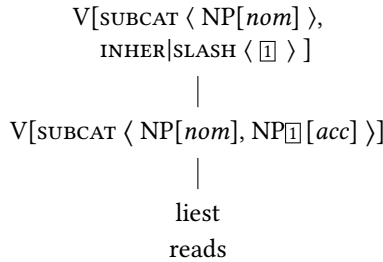 V[SUBCAT ⟨ NP[nom] ⟩,
INHER|SLASH ⟨ 1 ⟩ ]
V[SUBCAT ⟨ NP[nom], NP1[acc] ⟩]
liest
reads